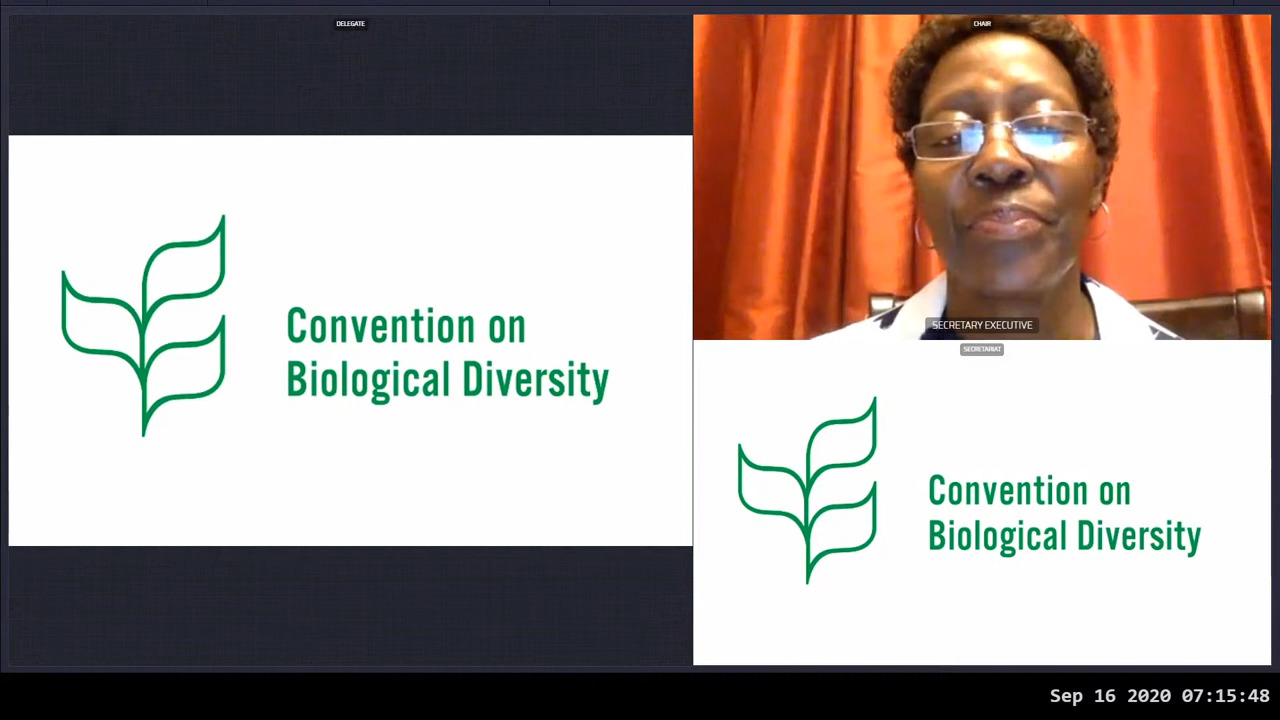 DELEGATE
Convention on
Biological Diversity
CHAIR
SECRETARY EXECUTIVE
SECRETARIAT
Convention on
Biological Diversity
Sep 16 2020 07:15:48